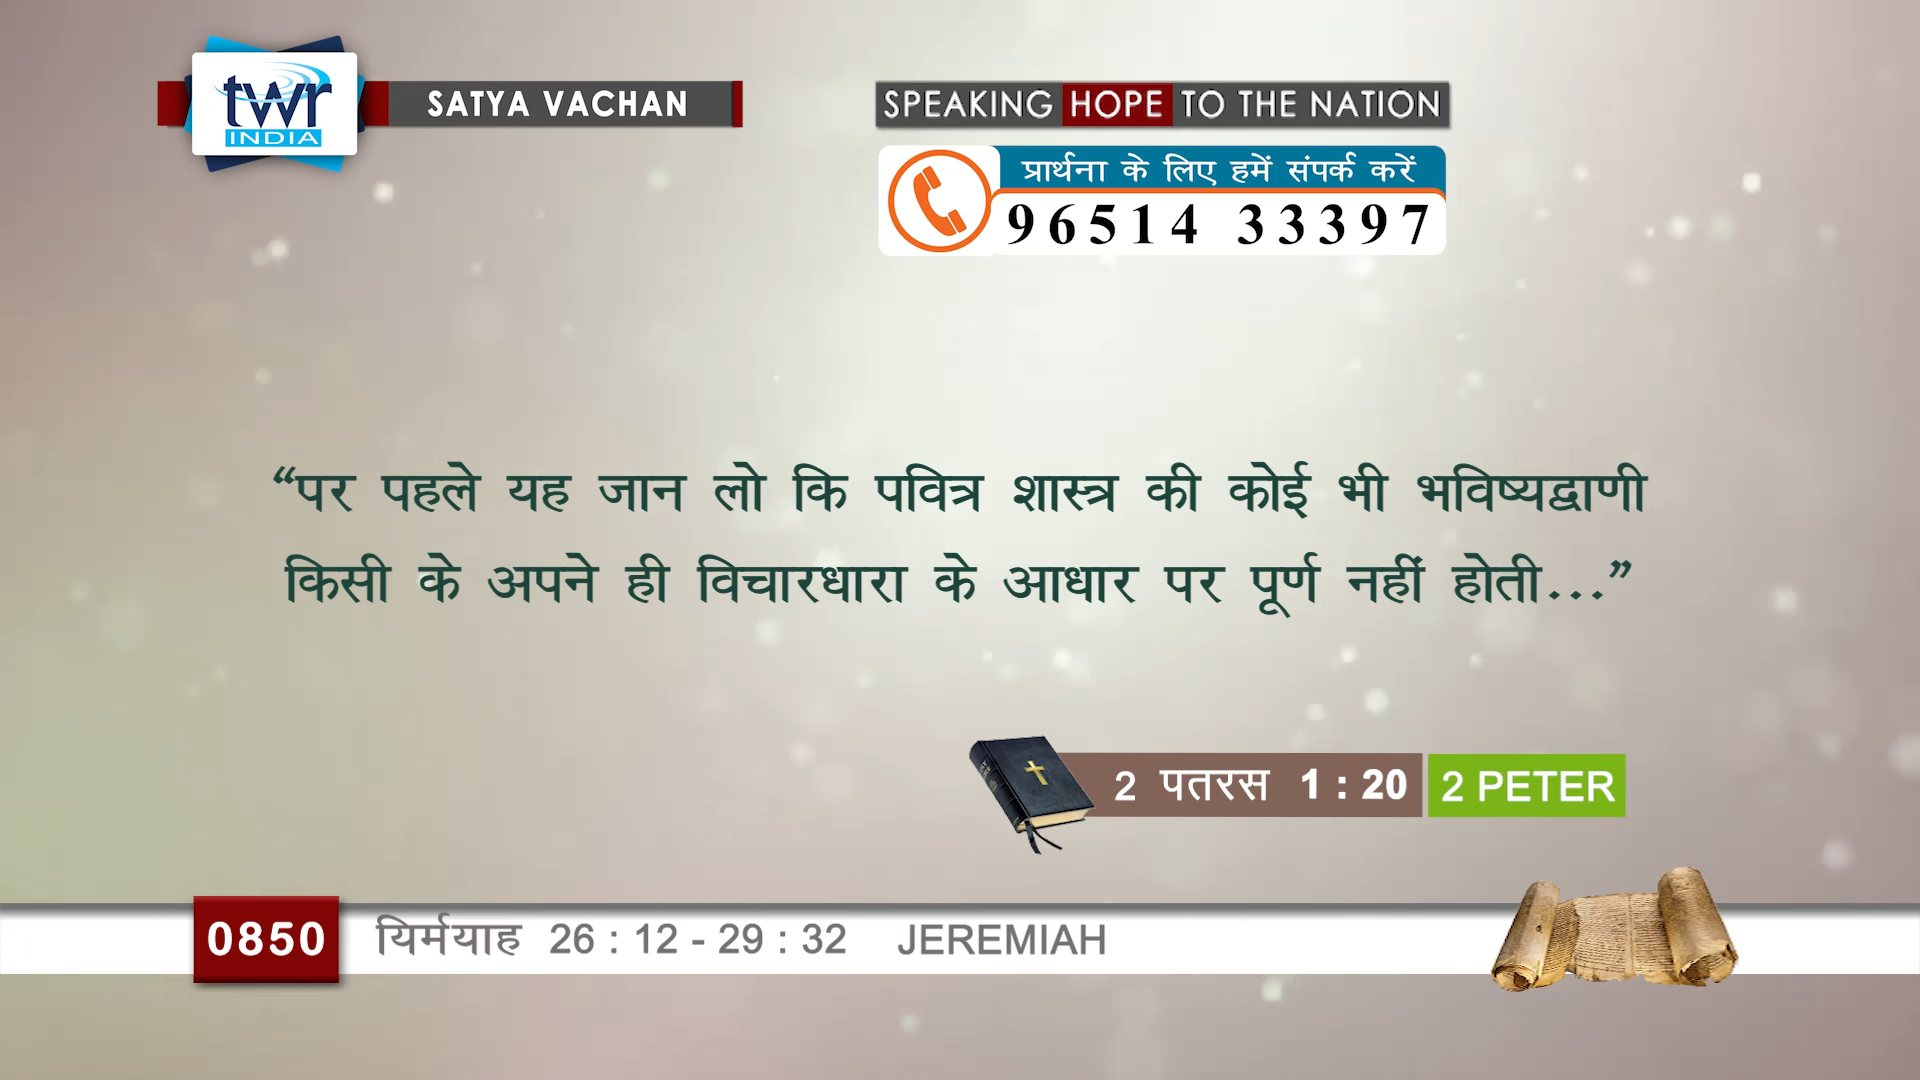 twr
INDIA
SATYA VACHAN
SPEAKING HOPE TO THE NATION
प्रार्थना के लिए हमें संपर्क करें
96514 33397
“पर पहले यह जान लो कि पवित्र शास्त्र की कोई भी भविष्यद्वाणी
किसी के अपने ही विचारधारा के आधार पर पूर्ण नहीं होती...”
2 पतरस 1 : 20 2 PETER
0850 यिर्मयाह 26 : 12 - 29 : 32 JEREMIAH